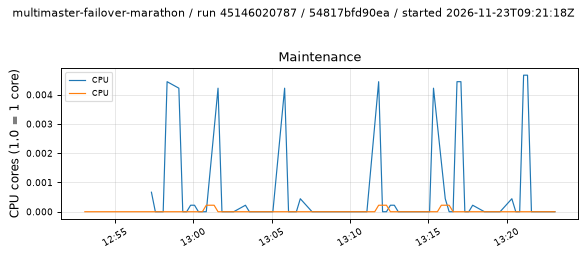 multimaster-failover-marathon / run 45146020787 / 54817bfd90ea / started 2026-11-23T09:21:18Z
Maintenance
CPU cores (1.0 = 1 core)
0.004
0.003
0.002
0.001
0.000
CPU
CPU
12:55
13:00
13:05
13:10
13:15
13:20